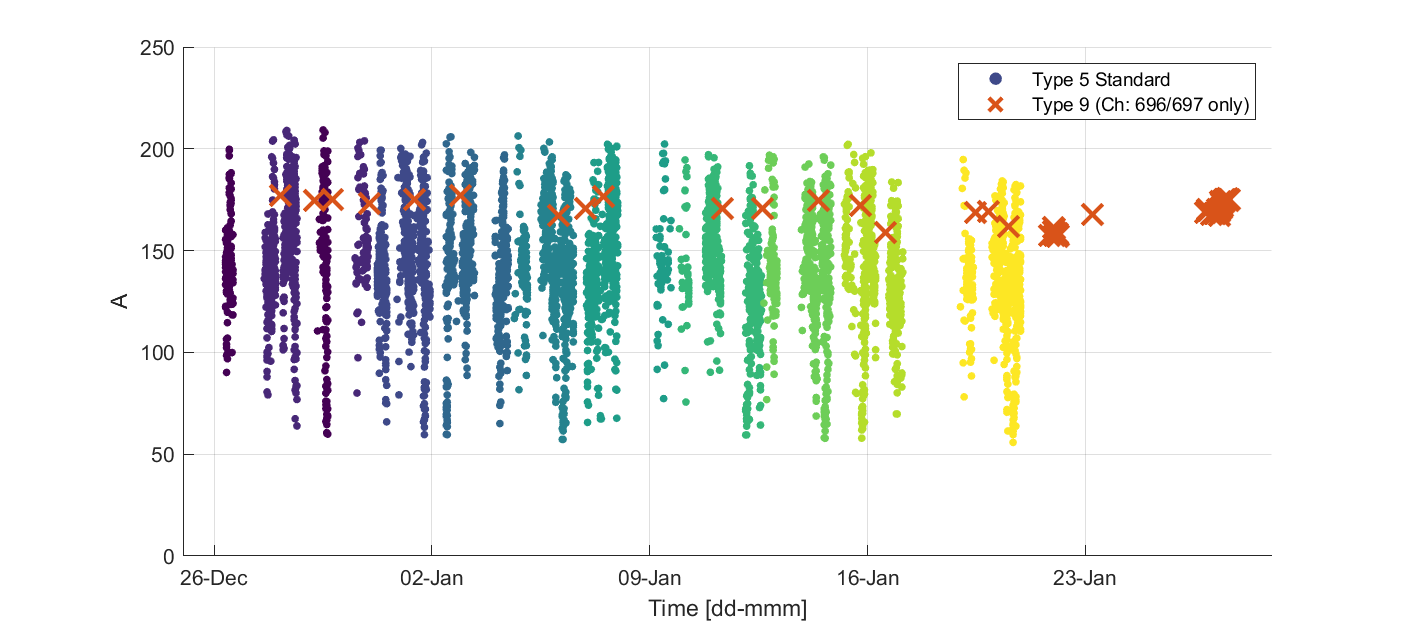 250
200
150
100
50
0
A
Type 5 Standard
Type 9 (Ch: 696/697 only)
26-Dec
02-Jan
09-Jan
16-Jan
23-Jan
Time [dd-mmm]